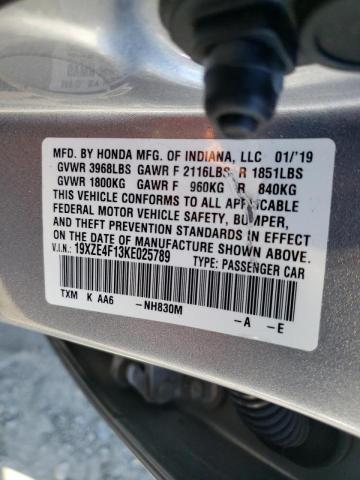 MFD. BY HONDA MFG. OF INDIANA, LLC 01/'19
GVWR 3968LBS GAWR F 2116LBS R 1851LBS
GVWR 1800KG GAWR F 960KG R 840KG
THIS VEHICLE CONFORMS TO ALL APPLICABLE
FEDERAL MOTOR VEHICLE SAFETY, BUMPER,
AND THEFT PREVENTION STANDARDS IN EFFECT
ON THE DATE OF MANUFACTURE SHOWN ABOVE.
V.I.N.: 19XZE4F13KE025789 TYPE: PASSENGER CAR
TXM K AA6 -NH830M -A -E